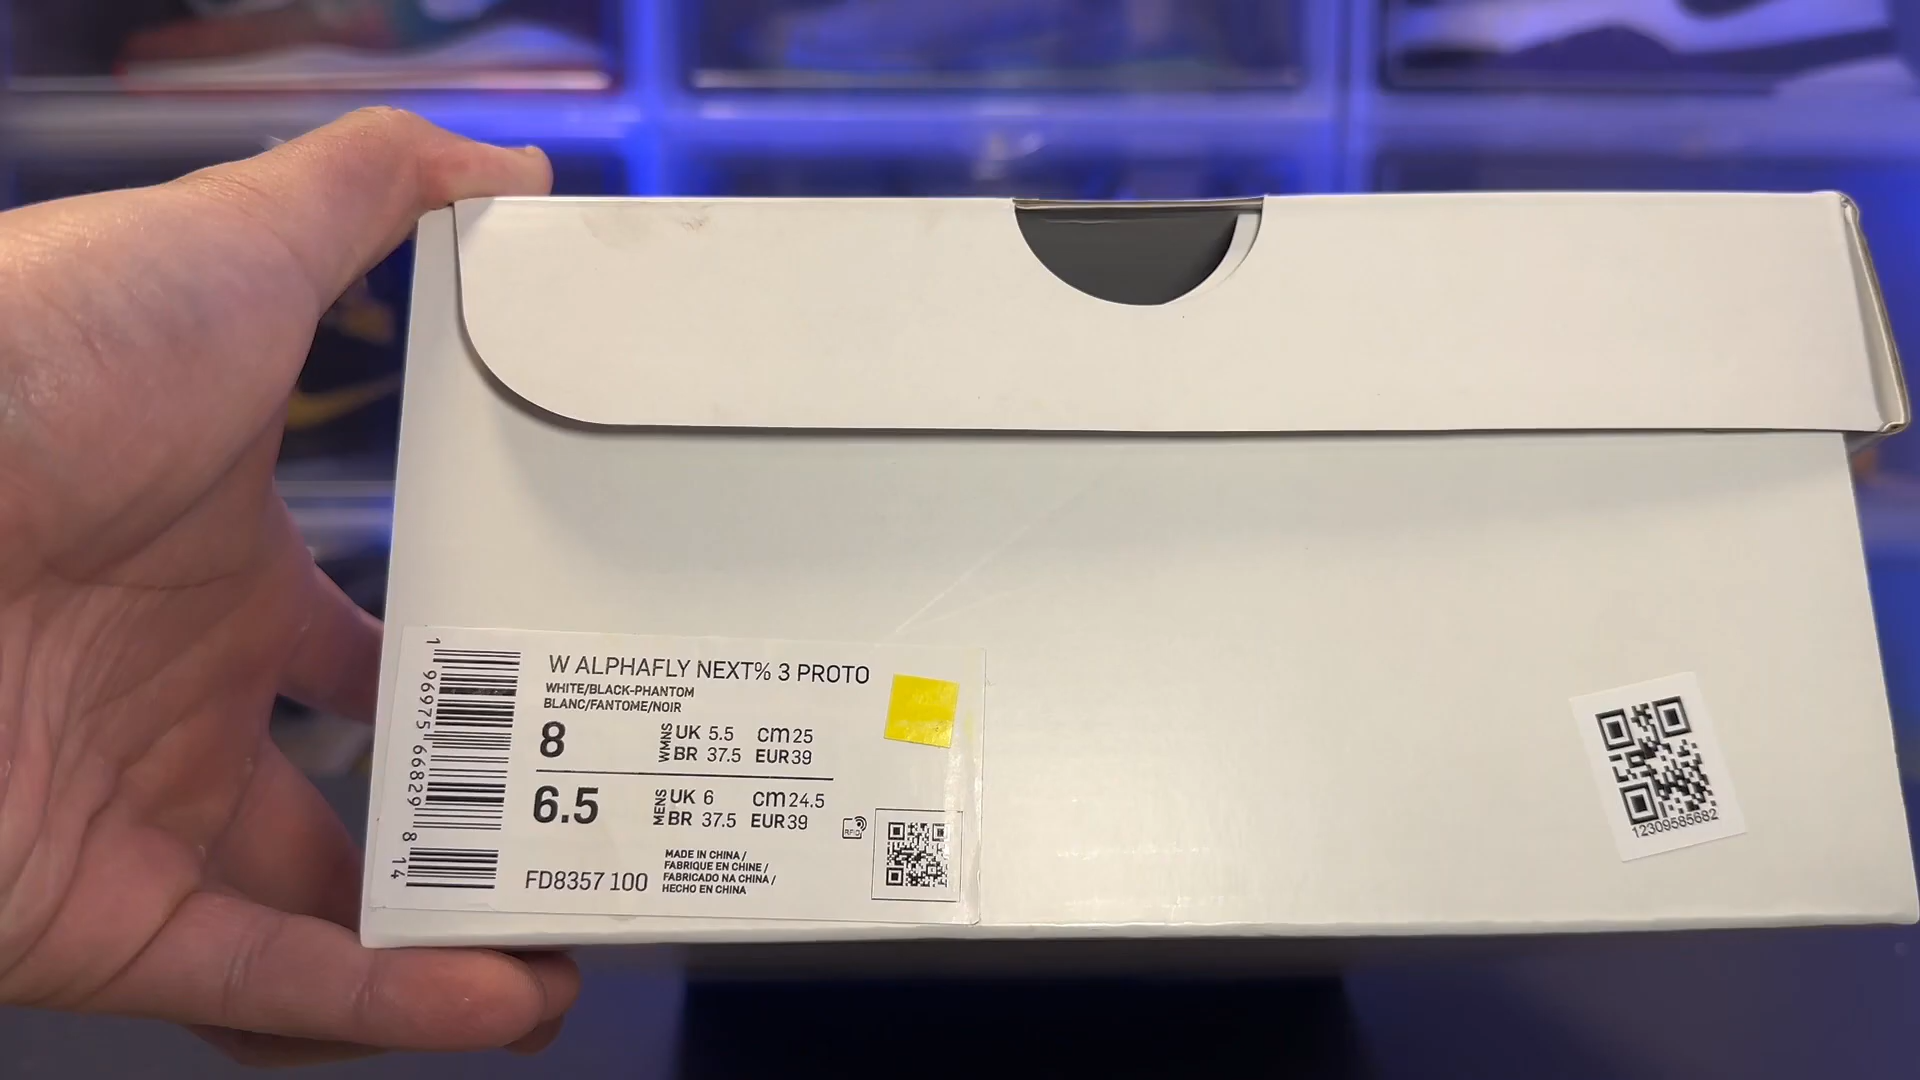 W ALPHAFLY NEXT% 3 PROTO
WHITE/BLACK-PHANTOM
BLANC/FANTOME/NOIR
8 WMNS UK 5.5 cm 25
BR 37.5 EUR 39
6.5 MENS UK 6 cm 24.5
BR 37.5 EUR 39
RFID
FD8357 100
MADE IN CHINA /
FABRIQUE EN CHINE /
FABRICADO NA CHINA /
HECHO EN CHINA
1 96975 66829 8 14
12309585682